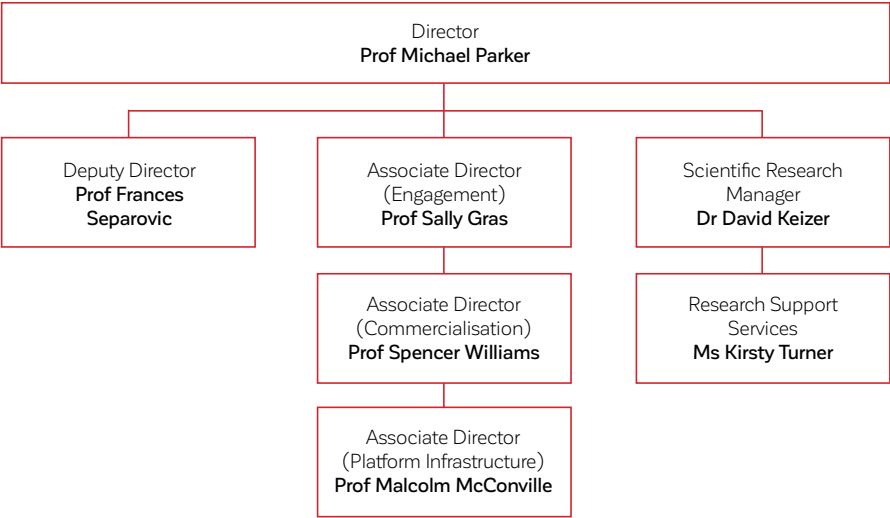 Director
Prof Michael Parker
Deputy Director
Prof Frances
Separovic
Associate Director
(Engagement)
Prof Sally Gras
Scientific Research
Manager
Dr David Keizer
Associate Director
(Commercialisation)
Prof Spencer Williams
Research Support
Services
Ms Kirsty Turner
Associate Director
(Platform Infrastructure)
Prof Malcolm McConville